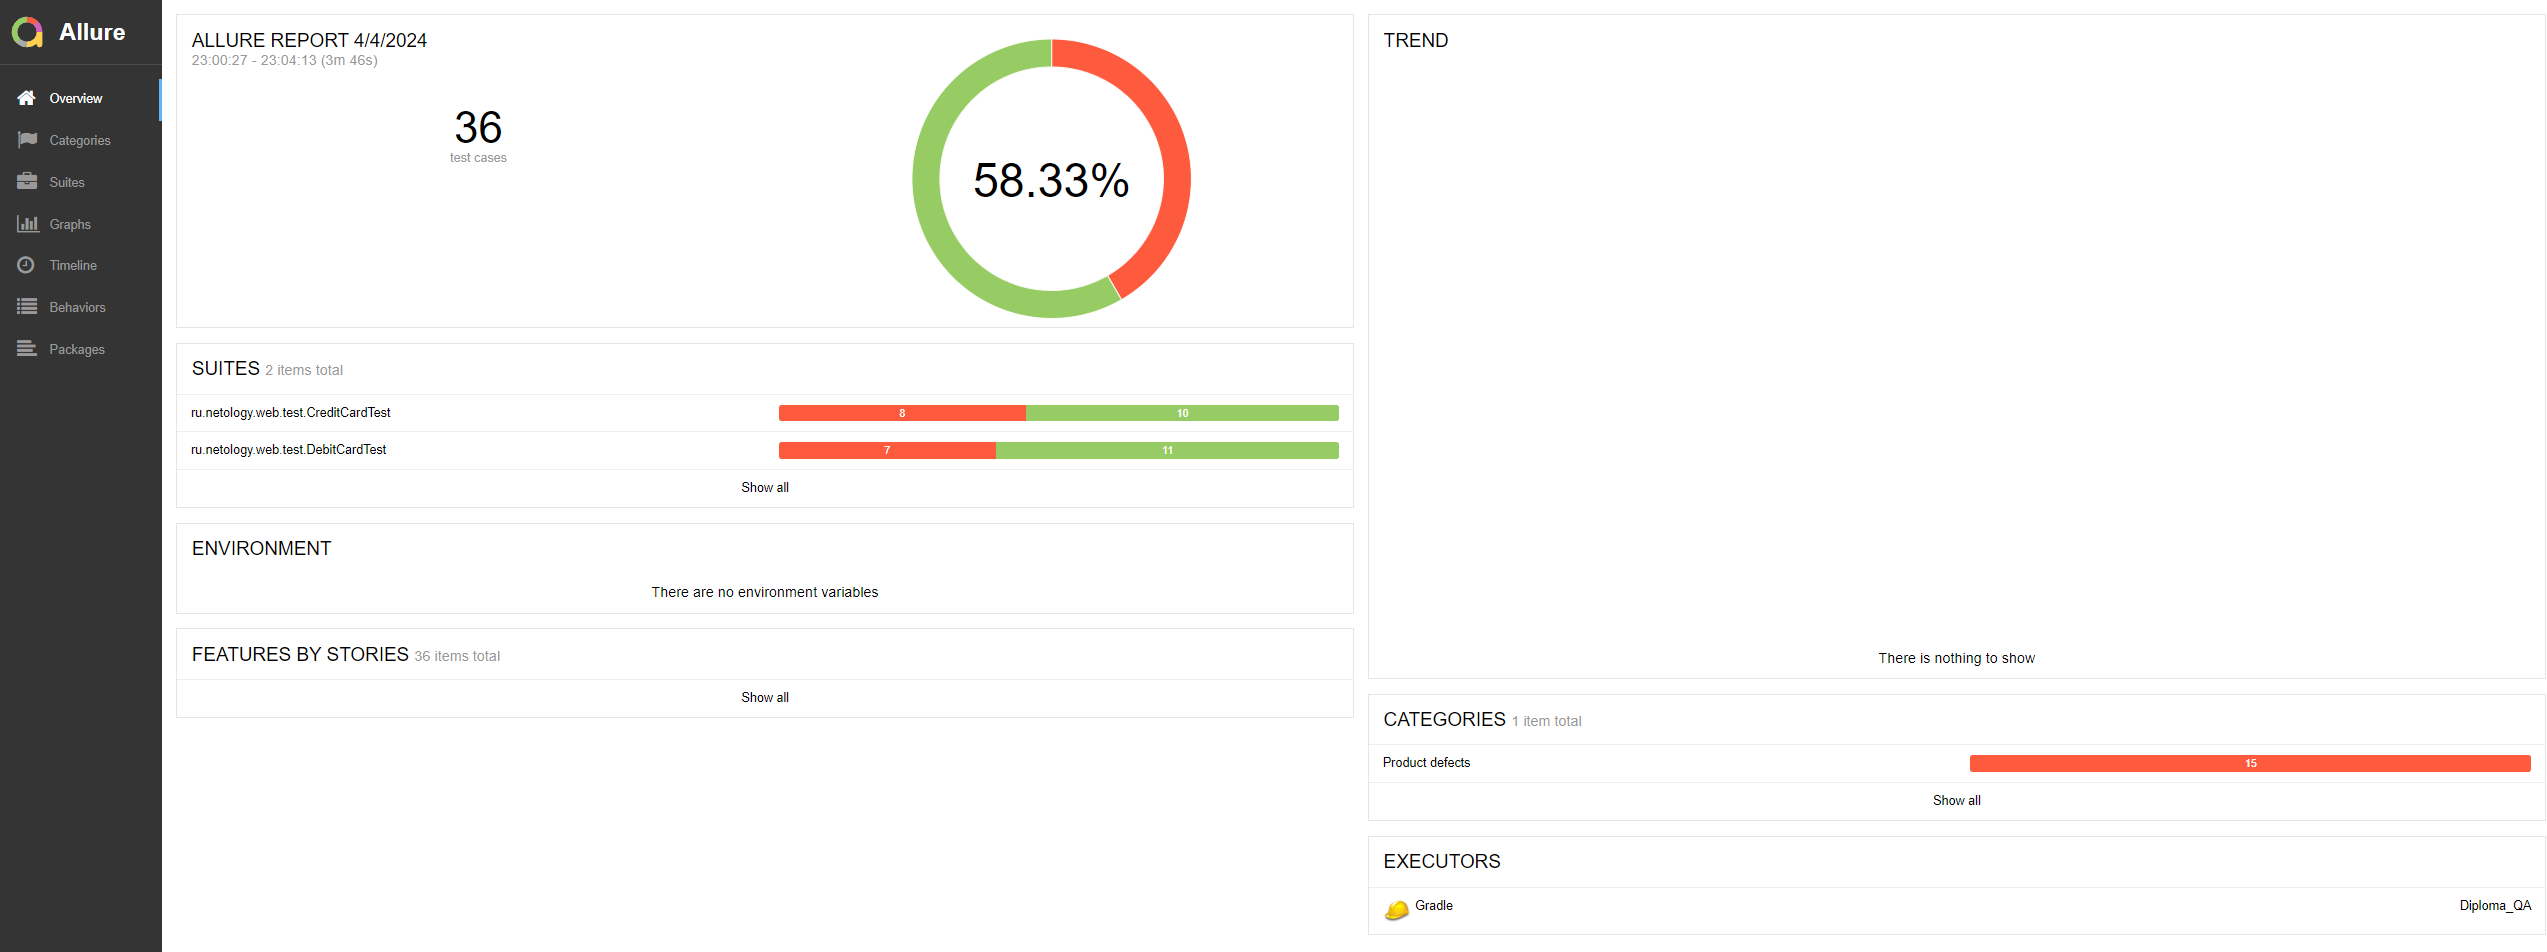 Allure
Overview
Categories
Suites
Graphs
Timeline
Behaviors
Packages
ALLURE REPORT 4/4/2024
23:00:27 - 23:04:13 (3m 46s)
36
test cases
58.33%
SUITES 2 items total
ru.netology.web.test.CreditCardTest 8 10
ru.netology.web.test.DebitCardTest 7 11
Show all
ENVIRONMENT
There are no environment variables
FEATURES BY STORIES 36 items total
Show all
TREND
There is nothing to show
CATEGORIES 1 item total
Product defects 15
Show all
EXECUTORS
Gradle Diploma_QA